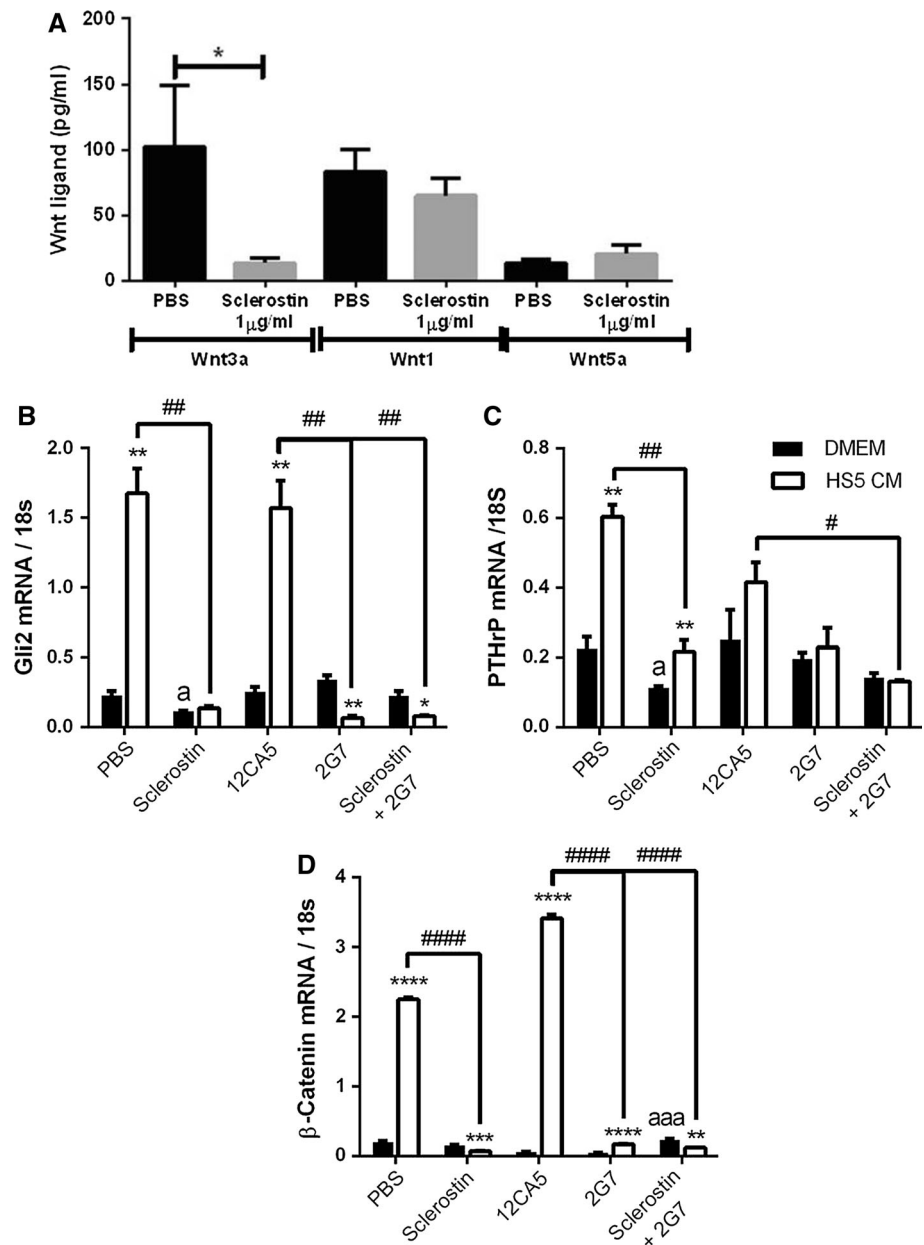 A
Wnt ligand (pg/ml)
200
150
100
50
0
*
PBS
Sclerostin
1µg/ml
PBS
Sclerostin
1µg/ml
PBS
Sclerostin
1µg/ml
Wnt3a
Wnt1
Wnt5a
B
Gli2 mRNA / 18s
2.0
1.5
1.0
0.5
0.0
##
##
##
**
a
**
**
*
PBS
Sclerostin
12CA5
2G7
Sclerostin
+ 2G7
C
PTHrP mRNA /18S
0.8
0.6
0.4
0.2
0.0
DMEM
HS5 CM
##
#
**
a
**
PBS
Sclerostin
12CA5
2G7
Sclerostin
+ 2G7
D
β-Catenin mRNA / 18s
4
3
2
1
0
####
####
####
****
***
****
****
aaa
**
PBS
Sclerostin
12CA5
2G7
Sclerostin
+ 2G7